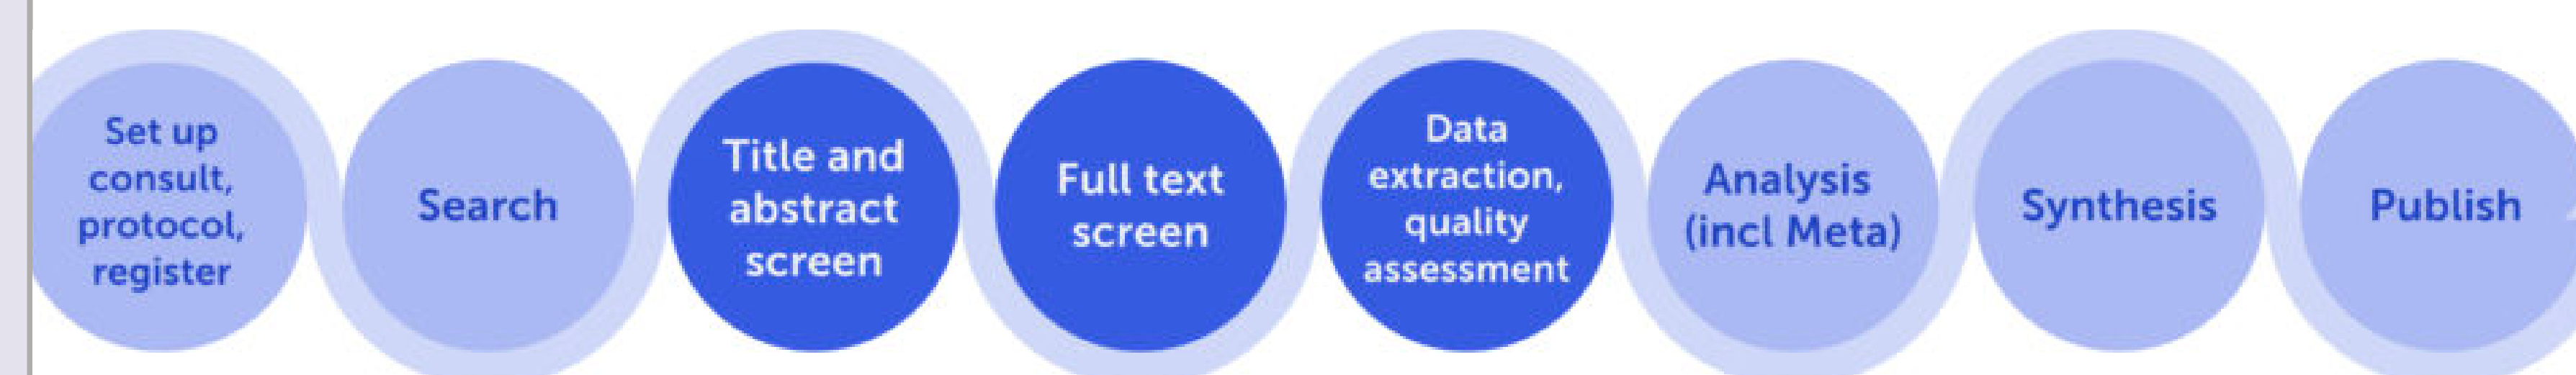 Set up
consult,
protocol,
register
Search
Title and
abstract
screen
Full text
screen
Data
extraction,
quality
assessment
Analysis
(incl Meta)
Synthesis
Publish